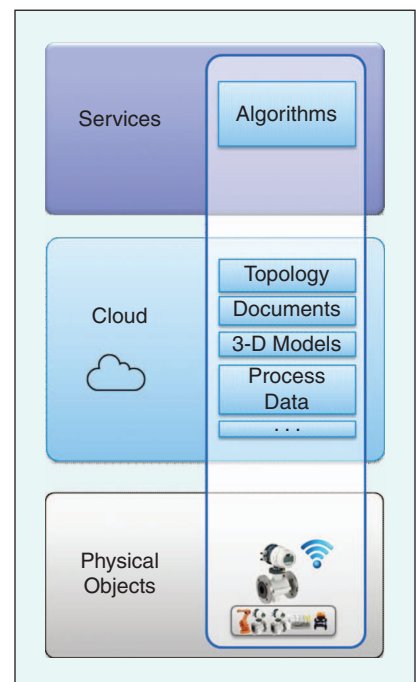 Services
Algorithms
Cloud
Topology
Documents
3-D Models
Process
Data
. . .
Physical
Objects